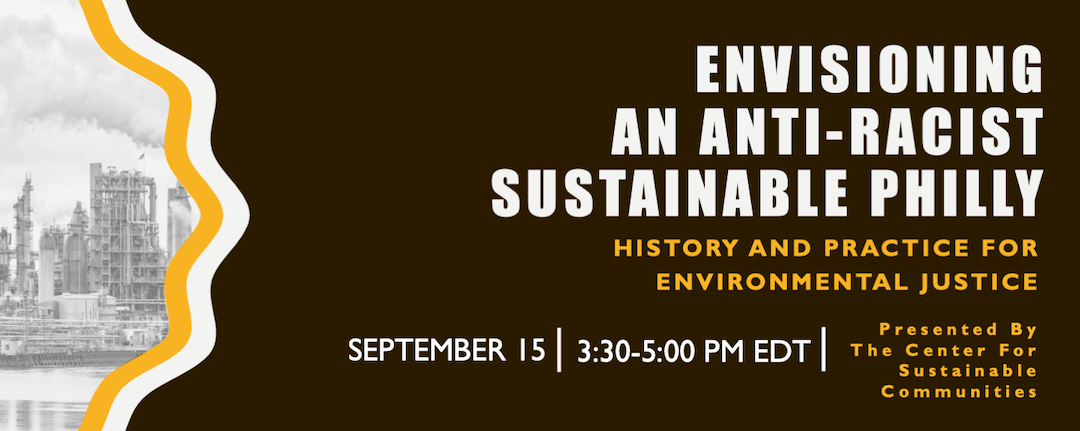 ENVISIONING
AN ANTI-RACIST
SUSTAINABLE PHILLY
HISTORY AND PRACTICE FOR
ENVIRONMENTAL JUSTICE
SEPTEMBER 15 | 3:30-5:00 PM EDT |
Presented By
The Center For
Sustainable
Communities